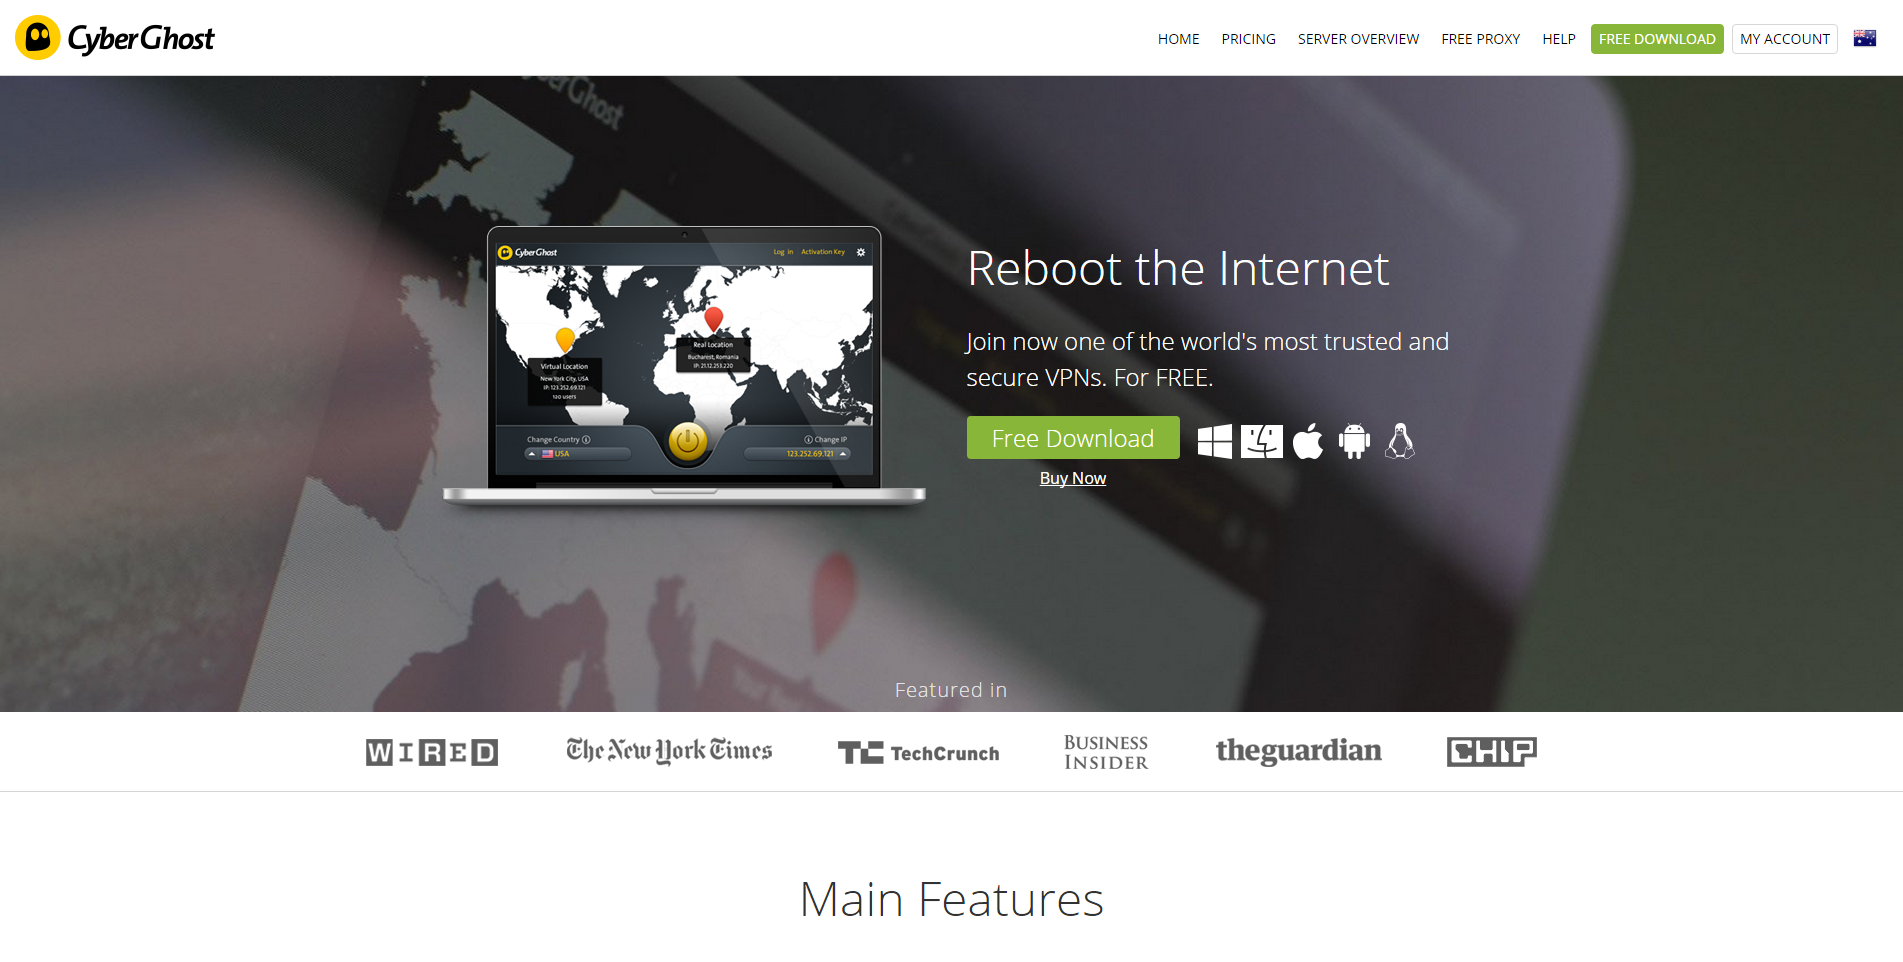 CyberGhost
HOME PRICING SERVER OVERVIEW FREE PROXY HELP FREE DOWNLOAD MY ACCOUNT
Ghost
CyberGhost Log in Activation Key
Real Location
Bucharest, Romania
IP: 21.12.253.220
Virtual Location
New York City, USA
IP: 123.252.69.121
120 users
Change Country Change IP
USA 123.252.69.121
Reboot the Internet
Join now one of the world's most trusted and
secure VPNs. For FREE.
Free Download
Buy Now
Featured in
WIRED The New York Times TC TechCrunch BUSINESS INSIDER theguardian CHIP
Main Features